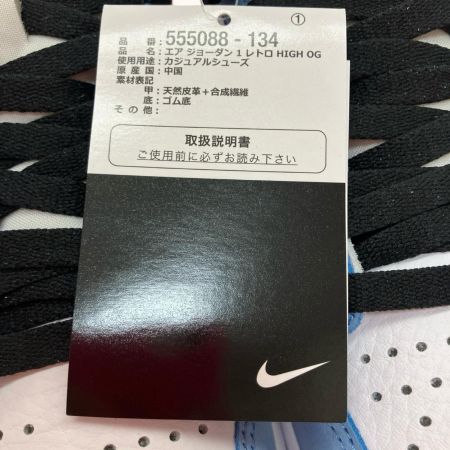 ①
品番：555088 - 134
品名：エア ジョーダン 1 レトロ HIGH OG
使用用途：カジュアルシューズ
原産国：中国
素材表記
甲：天然皮革＋合成繊維
底：ゴム底
その他：
取扱説明書
ご使用前に必ずお読み下さい